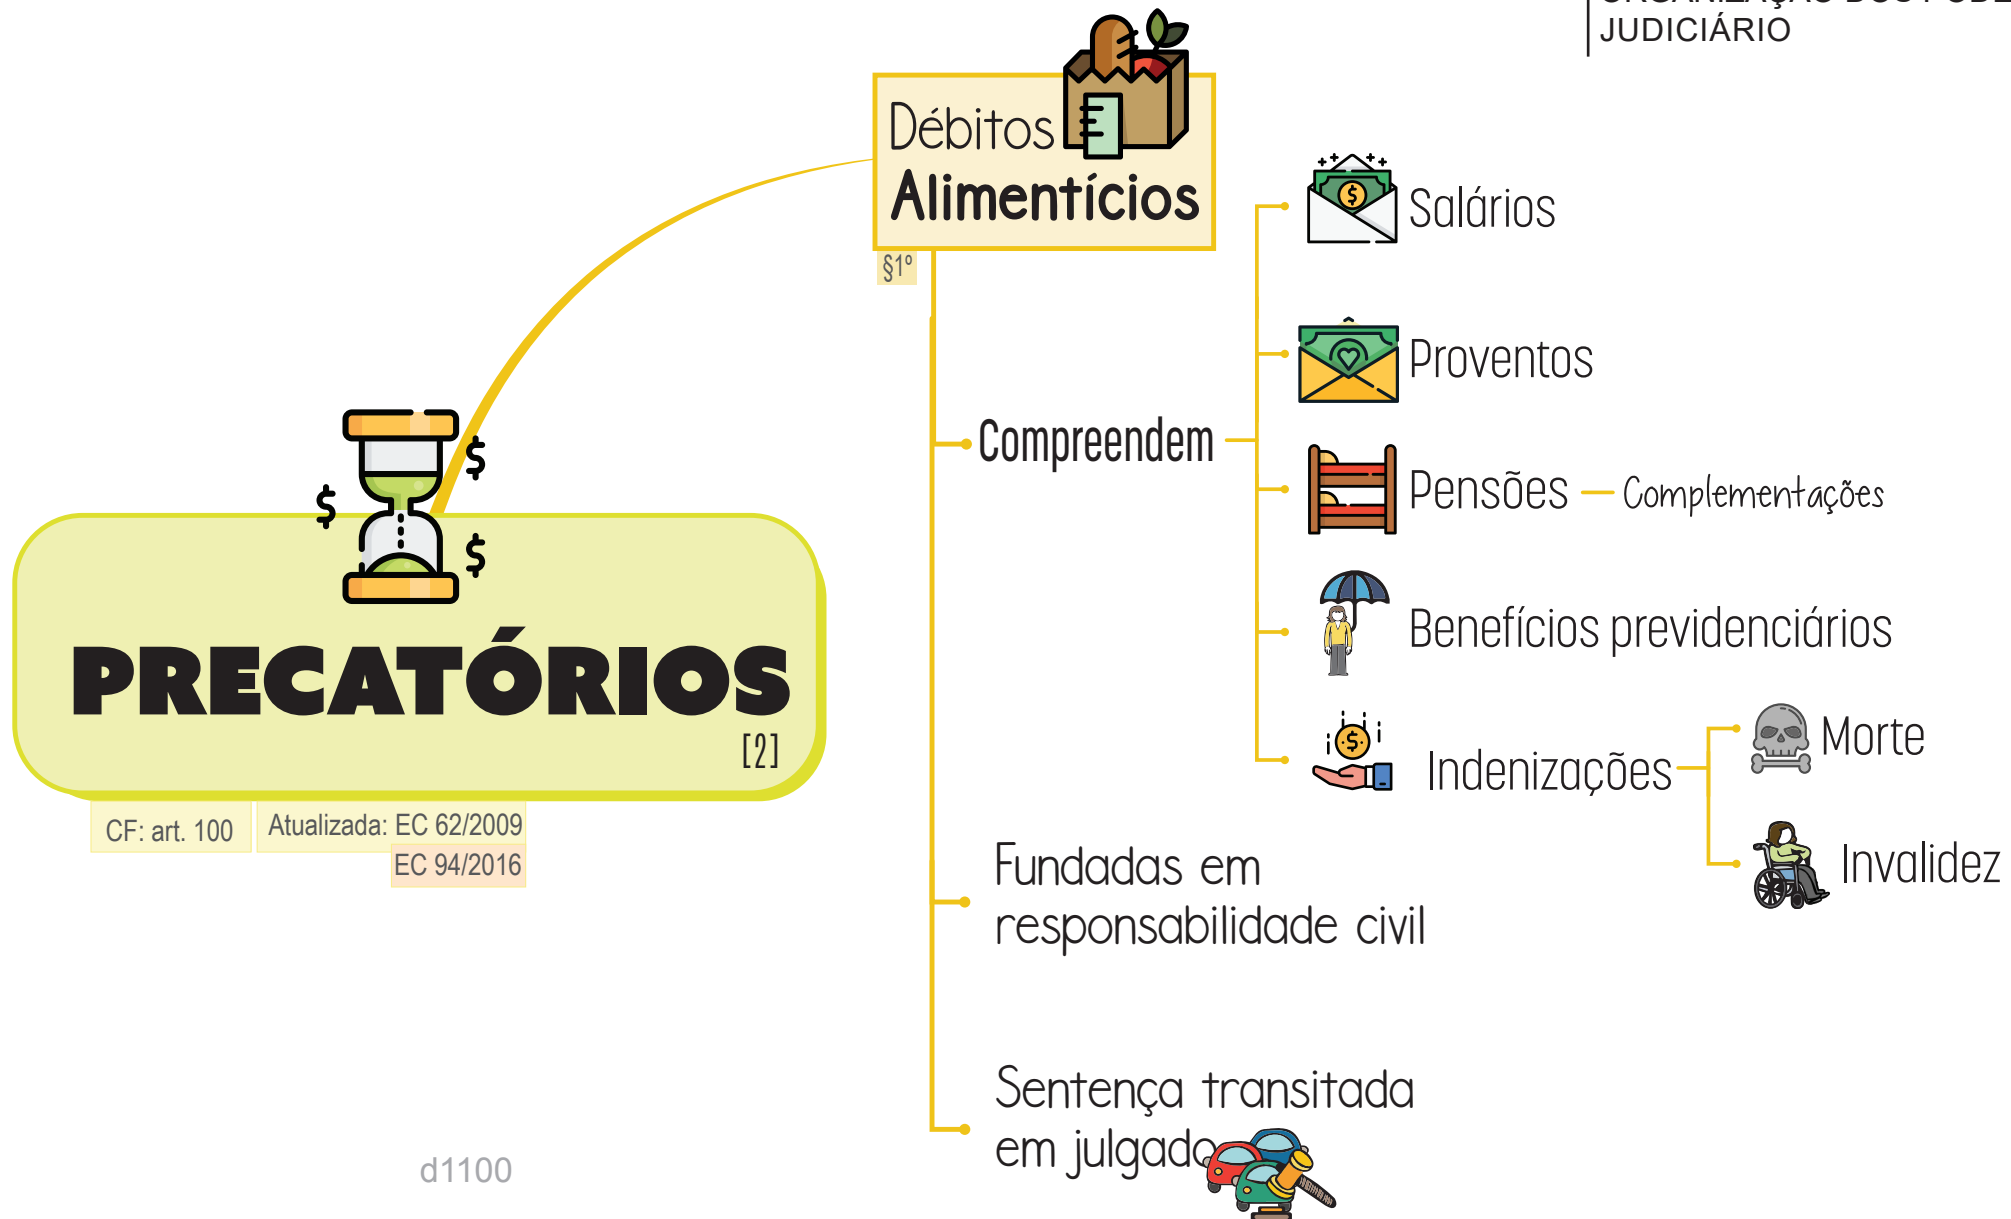 JUDICIÁRIO
Débitos
Alimentícios
§1º
Compreendem
Salários
Proventos
Pensões
Complementações
Benefícios previdenciários
Indenizações
Morte
Invalidez
Fundadas em
responsabilidade civil
Sentença transitada
em julgado
PRECATÓRIOS
[2]
CF: art. 100
Atualizada: EC 62/2009
EC 94/2016
d1100